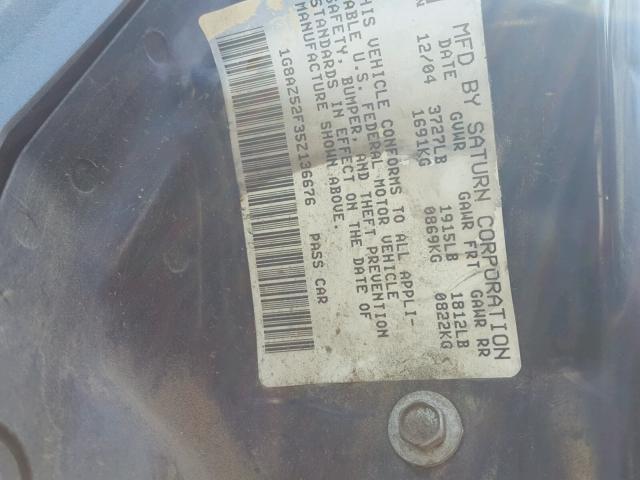 MFD BY SATURN CORPORATION
DATE GVWR GAWR FRT GAWR RR
12/04 3727LB 1915LB 1812LB
1691KG 0869KG 0822KG
THIS VEHICLE CONFORMS TO ALL APPLI-
ABLE U.S. FEDERAL MOTOR VEHICLE
SAFETY, BUMPER, AND THEFT PREVENTION
STANDARDS IN EFFECT ON THE DATE OF
MANUFACTURE SHOWN ABOVE.
1G8AZ52F35Z136676 PASS CAR